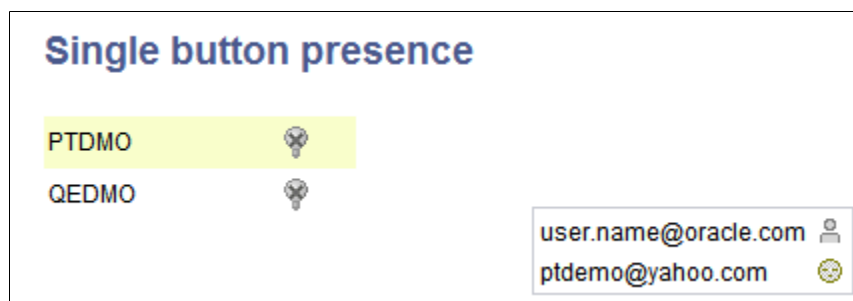 Single button presence
PTDMO
QEDMO
user.name@oracle.com
ptdemo@yahoo.com